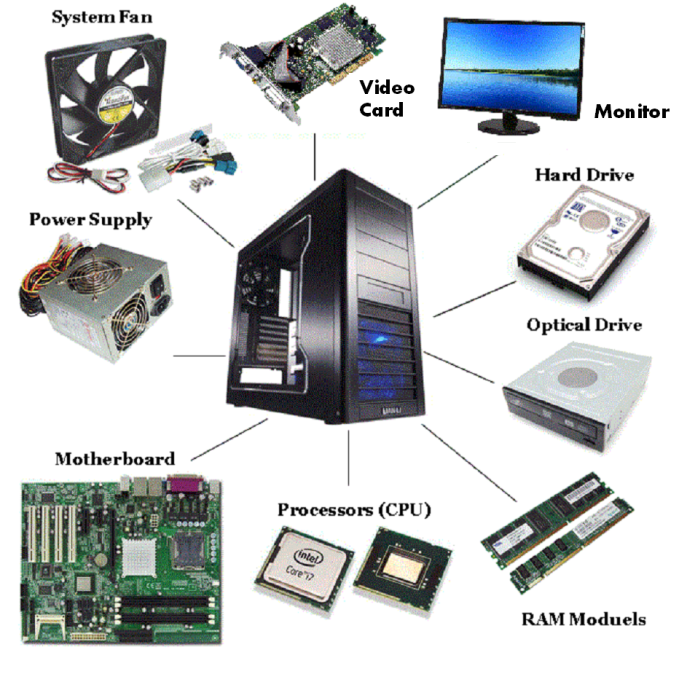 System Fan
Video
Card
Monitor
Hard Drive
Power Supply
Optical Drive
Motherboard
Processors (CPU)
intel
Core i7
RAM Moduels